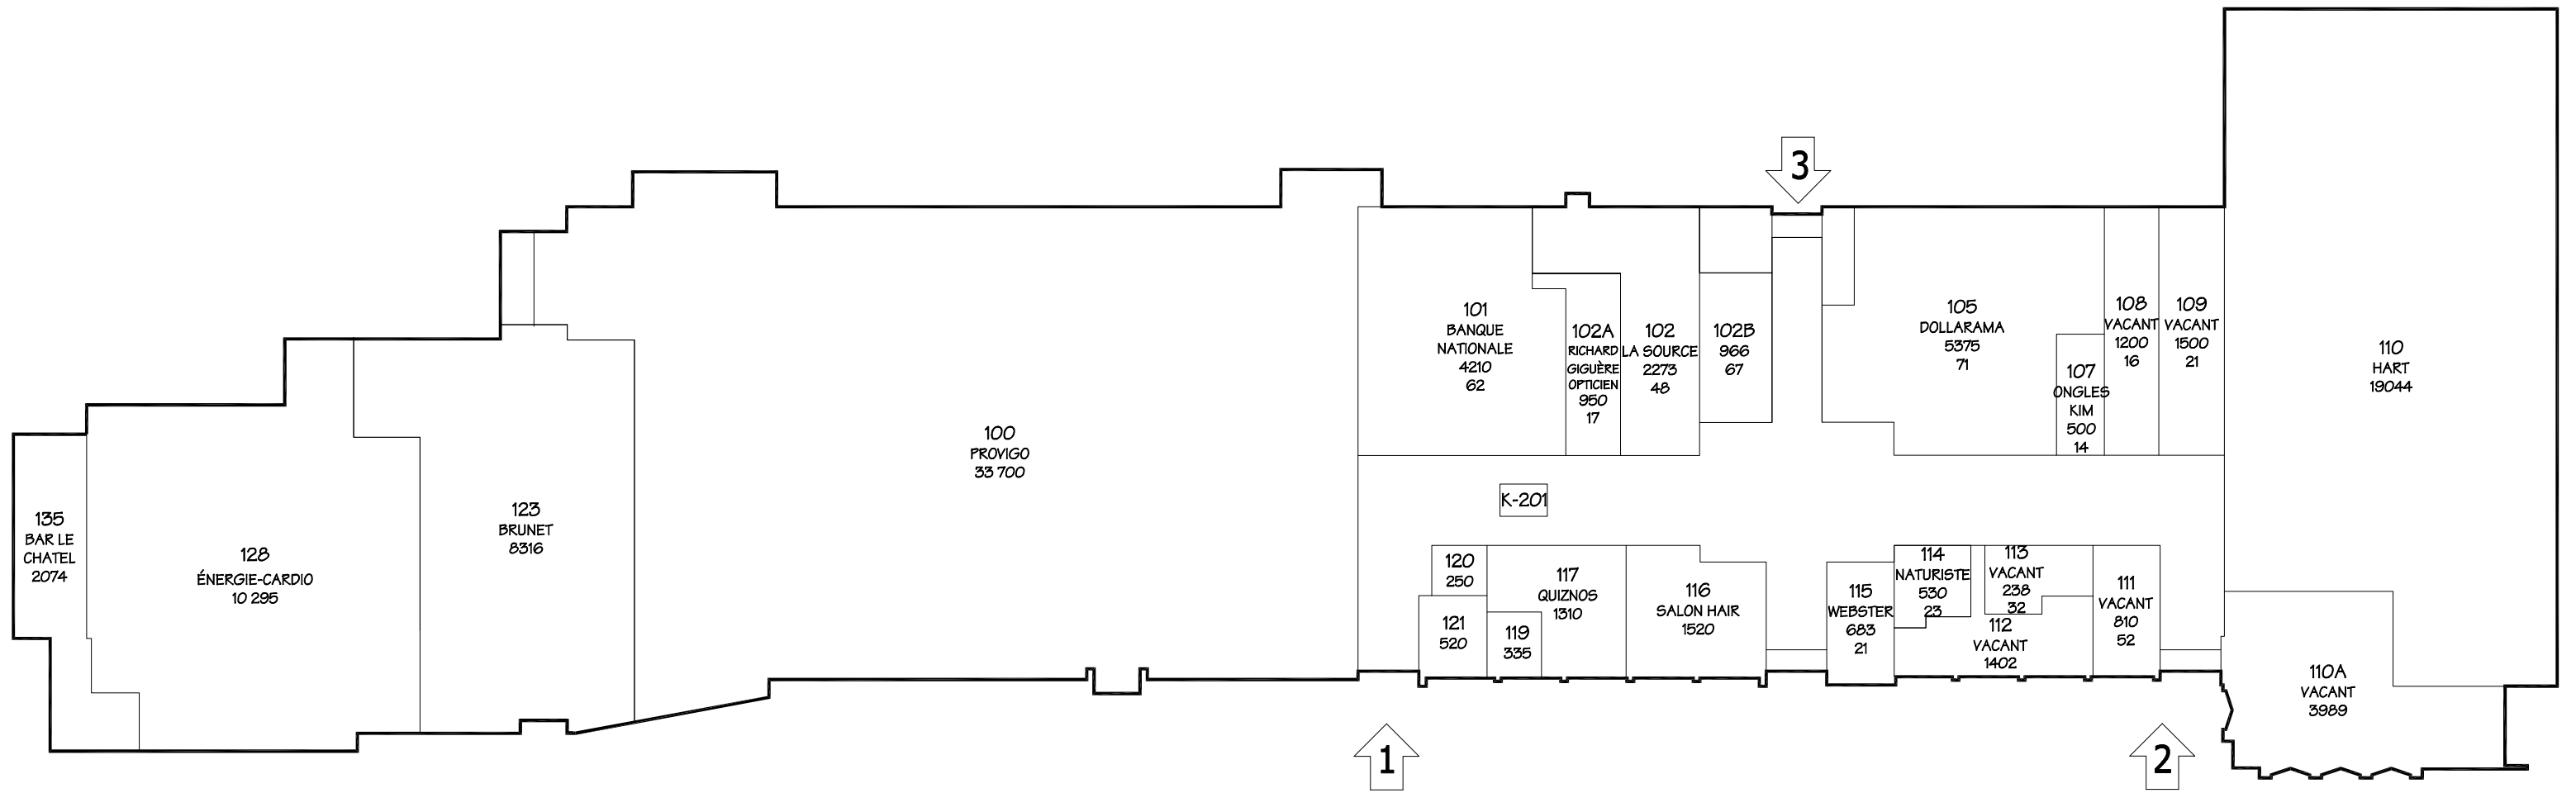 135
BAR LE
CHATEL
2074
128
ÉNERGIE-CARDIO
10 295
123
BRUNET
8316
100
PROVIGO
33 700
101
BANQUE
NATIONALE
4210
62
102A
RICHARD
GIGUÈRE
OPTICIEN
950
17
102
LA SOURCE
2273
48
102B
966
67
3
105
DOLLARAMA
5375
71
107
ONGLES
KIM
500
14
108
VACANT
1200
16
109
VACANT
1500
21
110
HART
19044
K-201
120
250
121
520
117
QUIZNOS
1310
119
335
116
SALON HAIR
1520
115
WEBSTER
683
21
114
NATURISTE
530
23
113
VACANT
238
32
112
VACANT
1402
111
VACANT
810
52
110A
VACANT
3989
1
2